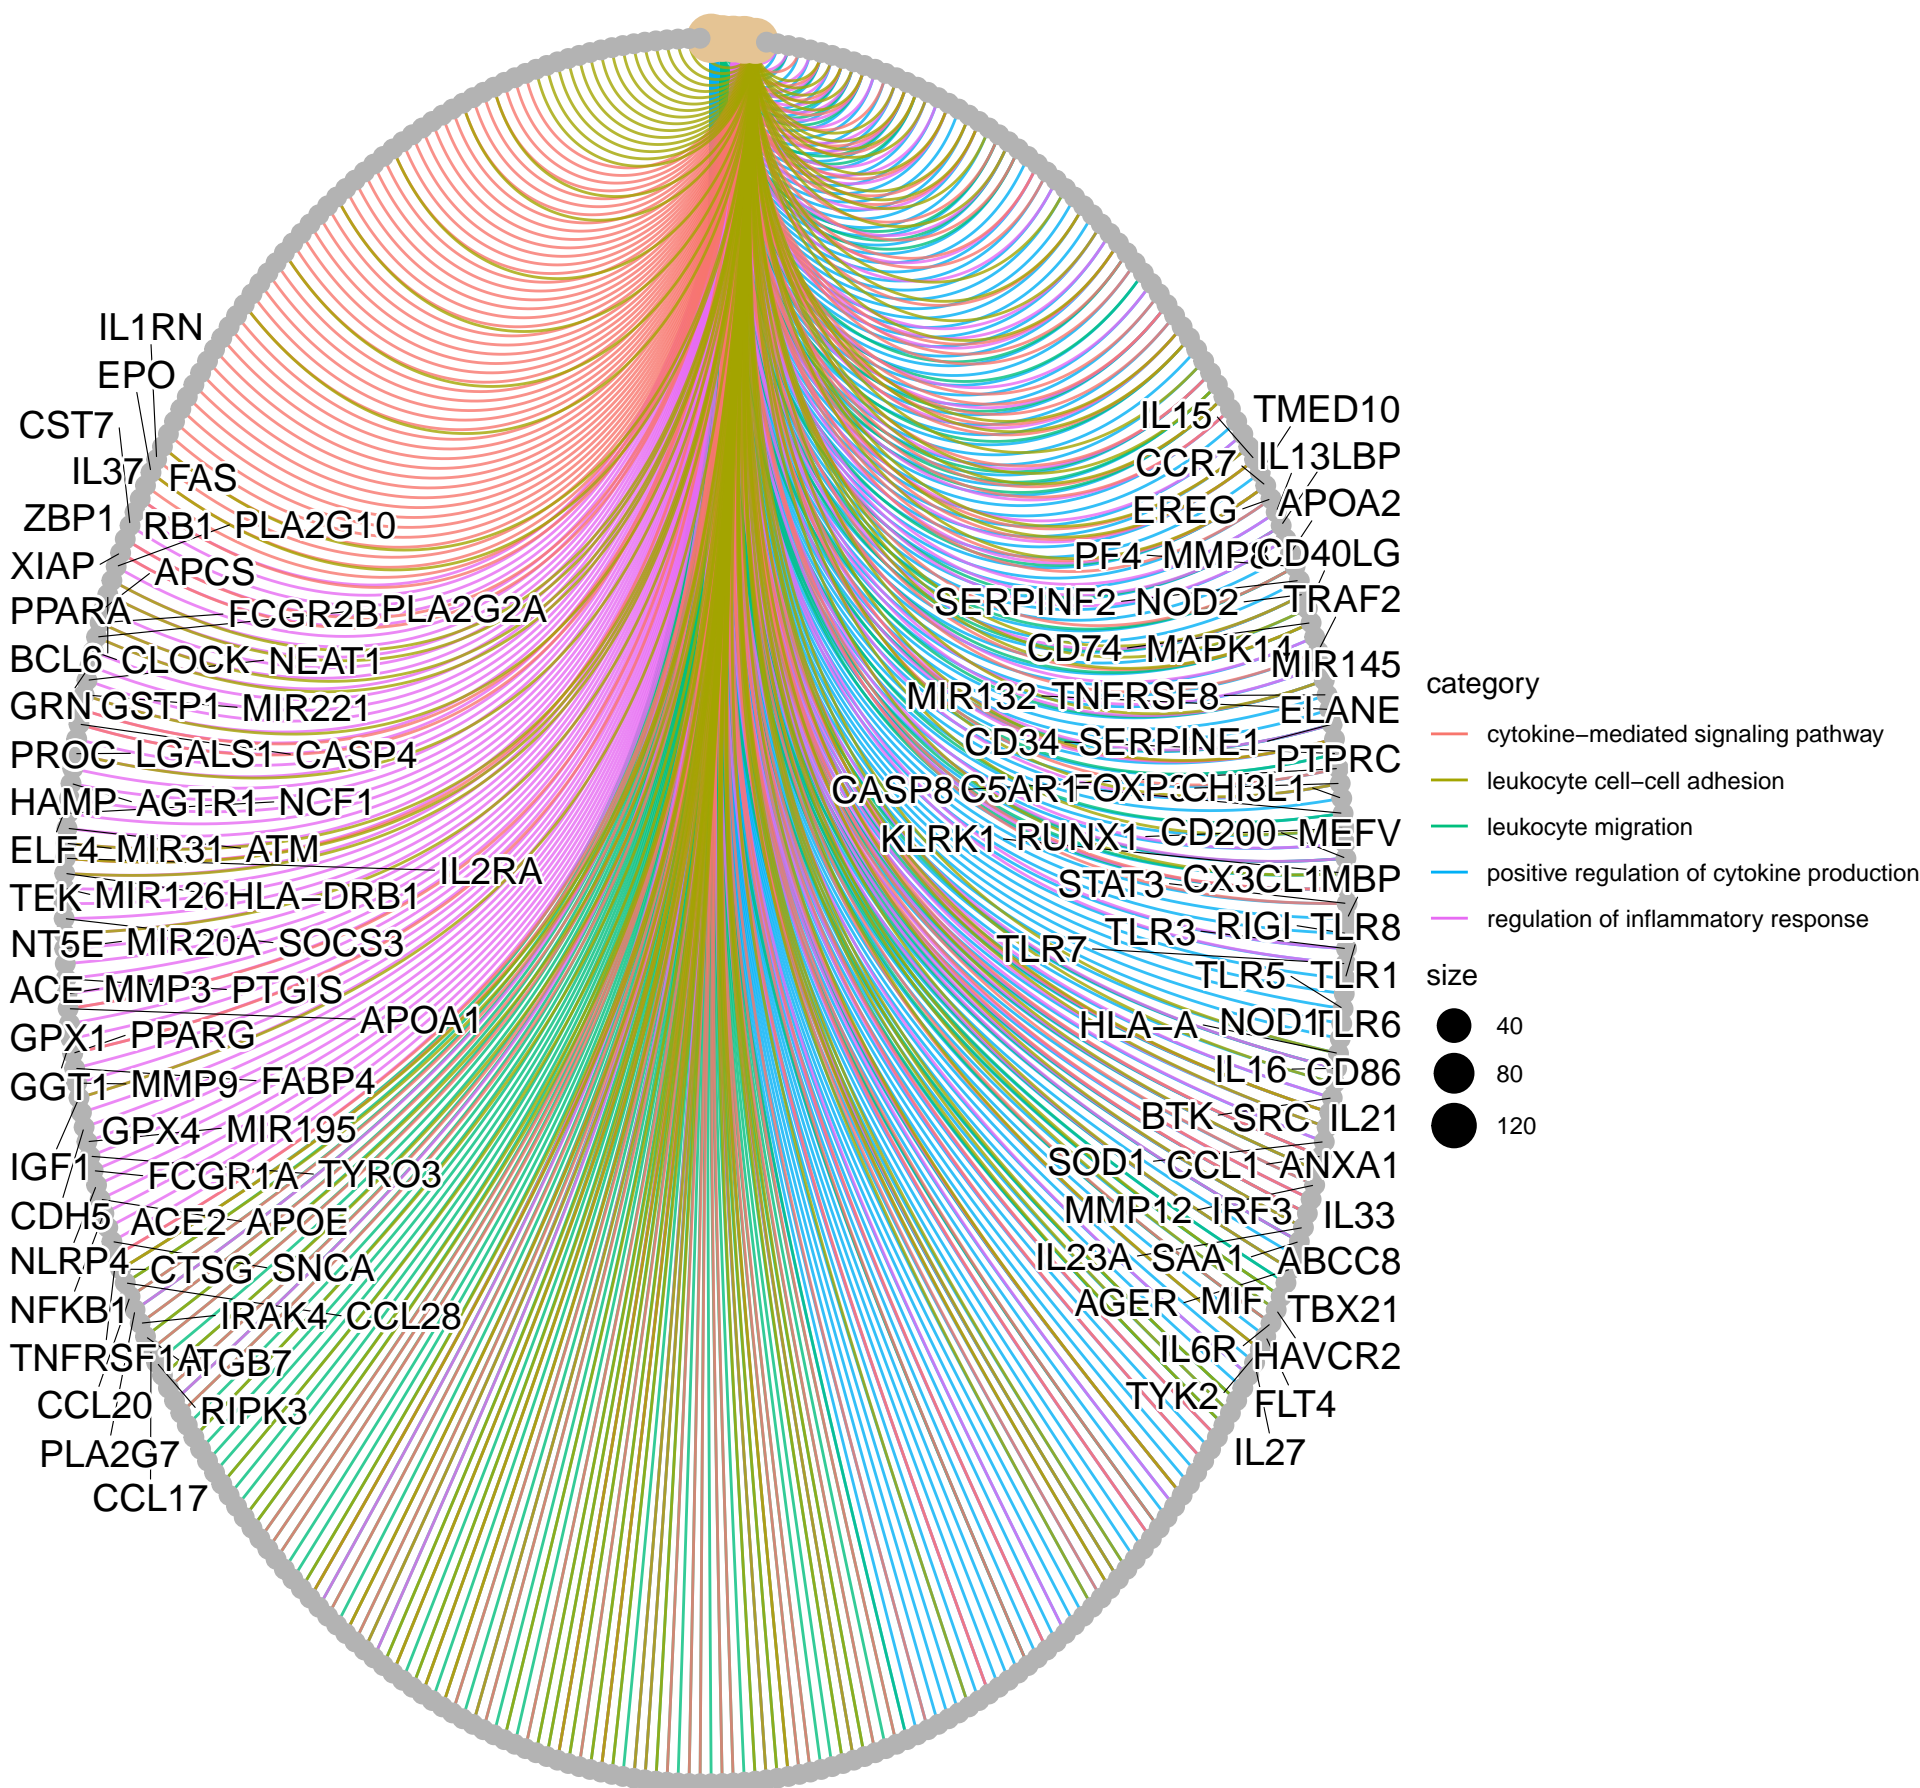 IL1RN
EPO
CST7
IL37 FAS
ZBP1 RB1 PLA2G10
XIAP APCS
PPARA FCGR2B PLA2G2A
BCL6 CLOCK NEAT1
GRN GSTP1 MIR221
PROC LGALS1 CASP4
HAMP AGTR1 NCF1
ELF4 MIR31 ATM
IL2RA
TEK MIR126 HLA−DRB1
NT5E MIR20A SOCS3
ACE MMP3 PTGIS
APOA1
GPX1 PPARG
GGT1 MMP9 FABP4
GPX4 MIR195
IGF1 FCGR1A TYRO3
CDH5 ACE2 APOE
NLRP4 CTSG SNCA
NFKB1 IRAK4 CCL28
TNFRSF1A ITGB7
CCL20 RIPK3
PLA2G7
CCL17
IL15 TMED10
CCR7 IL13 LBP
EREG APOA2
PF4 MMP8 CD40LG
SERPINF2 NOD2 TRAF2
CD74 MAPK14 MIR145
MIR132 TNFRSF8 ELANE
CD34 SERPINE1 PTPRC
CASP8 C5AR1 FOXP3 CHI3L1
KLRK1 RUNX1 CD200 MEFV
STAT3 CX3CL1 MBP
TLR7 TLR3 RIGI TLR8
TLR5 TLR1
HLA−A NOD1 TLR6
IL16 CD86
BTK SRC IL21
SOD1 CCL1 ANXA1
MMP12 IRF3 IL33
IL23A SAA1 ABCC8
AGER MIF TBX21
IL6R HAVCR2
TYK2 FLT4
IL27
category
cytokine−mediated signaling pathway
leukocyte cell−cell adhesion
leukocyte migration
positive regulation of cytokine production
regulation of inflammatory response
size
40
80
120